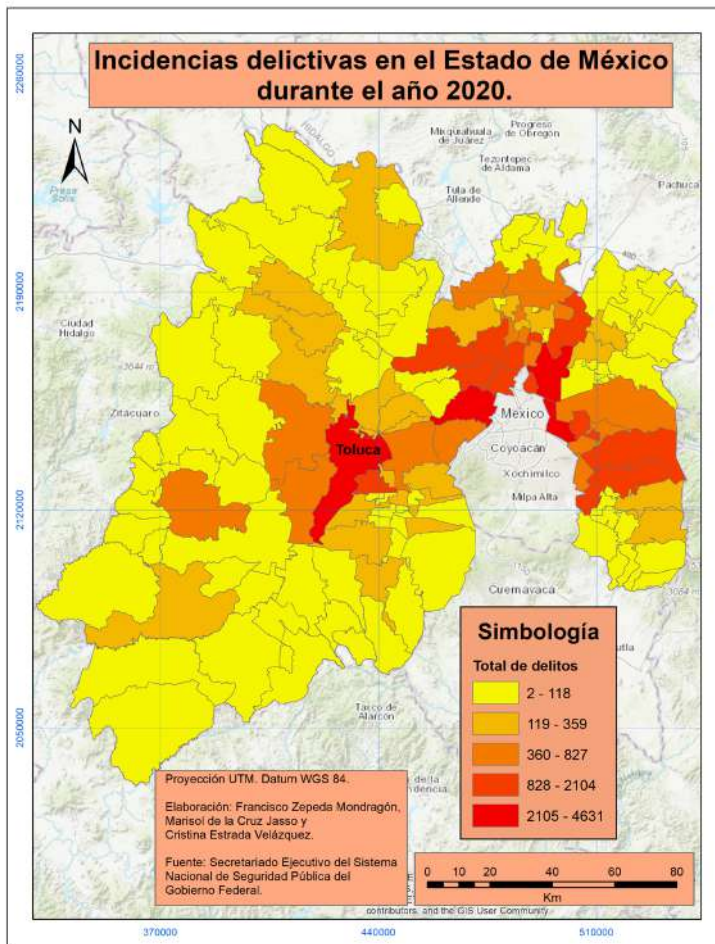 Incidencias delictivas en el Estado de México
durante el año 2020.
2260000
2190000
2120000
2050000
N
HIDALGO
Mixquiahuala
de Juárez
Progreso
de Obregón
Tezontepec
de Aldama
Tula de
Allende
Pachuca
Presa
Solís
Ciudad
Hidalgo
3644 m
Zitácuaro
Toluca
México
Coyoacán
Xochimilco
Milpa Alta
Cuernavaca
Taxco de
Alarcón
Simbología
Total de delitos
2 - 118
119 - 359
360 - 827
828 - 2104
2105 - 4631
Proyección UTM. Datum WGS 84.
Elaboración: Francisco Zepeda Mondragón,
Marisol de la Cruz Jasso y
Cristina Estrada Velázquez.
Fuente: Secretariado Ejecutivo del Sistema
Nacional de Seguridad Pública del
Gobierno Federal.
0 10 20 40 60 80
Km
contributors, and the GIS User Community
370000
440000
510000